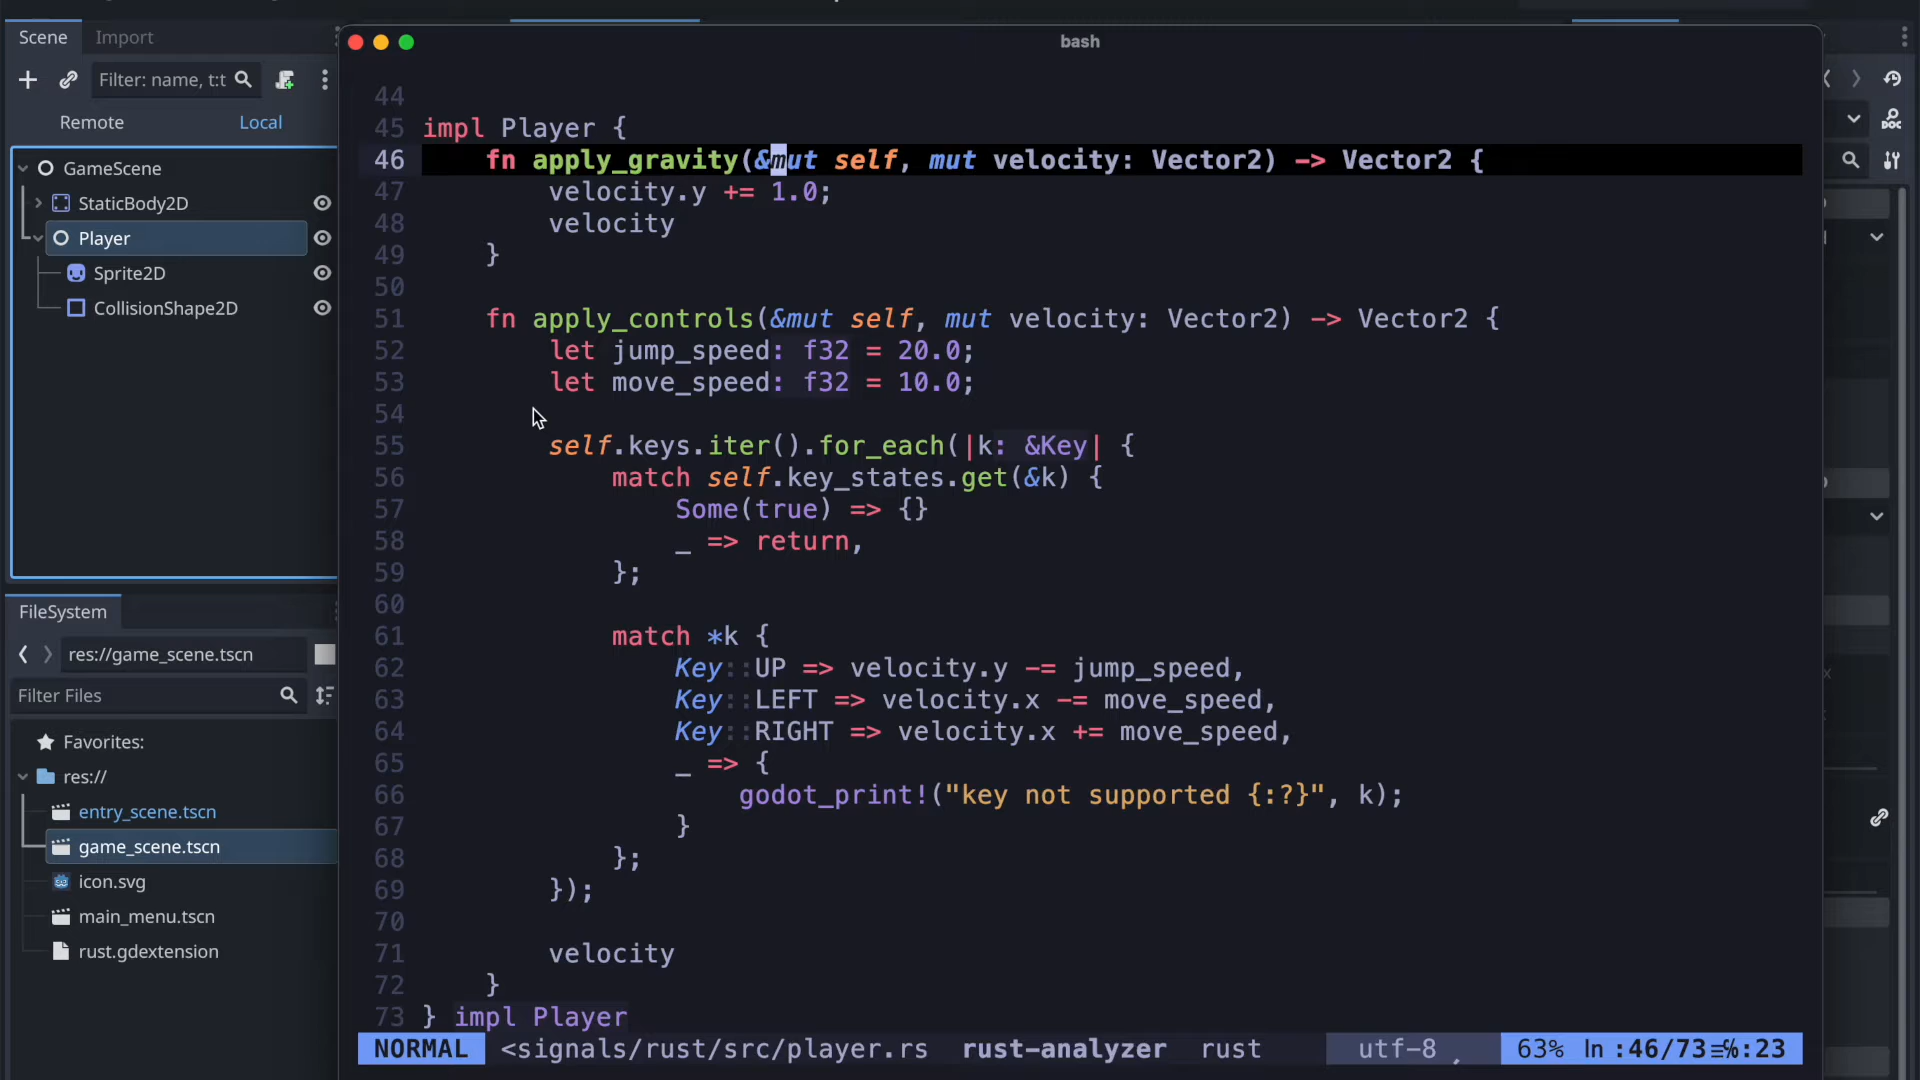 Scene Import
Filter: name, t:t
Remote Local
GameScene
StaticBody2D
Player
Sprite2D
CollisionShape2D
FileSystem
res://game_scene.tscn
Filter Files
Favorites:
res://
entry_scene.tscn
game_scene.tscn
icon.svg
main_menu.tscn
rust.gdextension
bash
44
45 impl Player {
46     fn apply_gravity(&mut self, mut velocity: Vector2) -> Vector2 {
47         velocity.y += 1.0;
48         velocity
49     }
50
51     fn apply_controls(&mut self, mut velocity: Vector2) -> Vector2 {
52         let jump_speed: f32 = 20.0;
53         let move_speed: f32 = 10.0;
54
55         self.keys.iter().for_each(|k: &Key| {
56             match self.key_states.get(&k) {
57                 Some(true) => {}
58                 _ => return,
59             };
60
61             match *k {
62                 Key::UP => velocity.y -= jump_speed,
63                 Key::LEFT => velocity.x -= move_speed,
64                 Key::RIGHT => velocity.x += move_speed,
65                 _ => {
66                     godot_print!("key not supported {:?}", k);
67                 }
68             };
69         });
70
71         velocity
72     }
73 } impl Player
NORMAL <signals/rust/src/player.rs rust-analyzer rust utf-8 63% ln :46/73≡℅:23
DOC